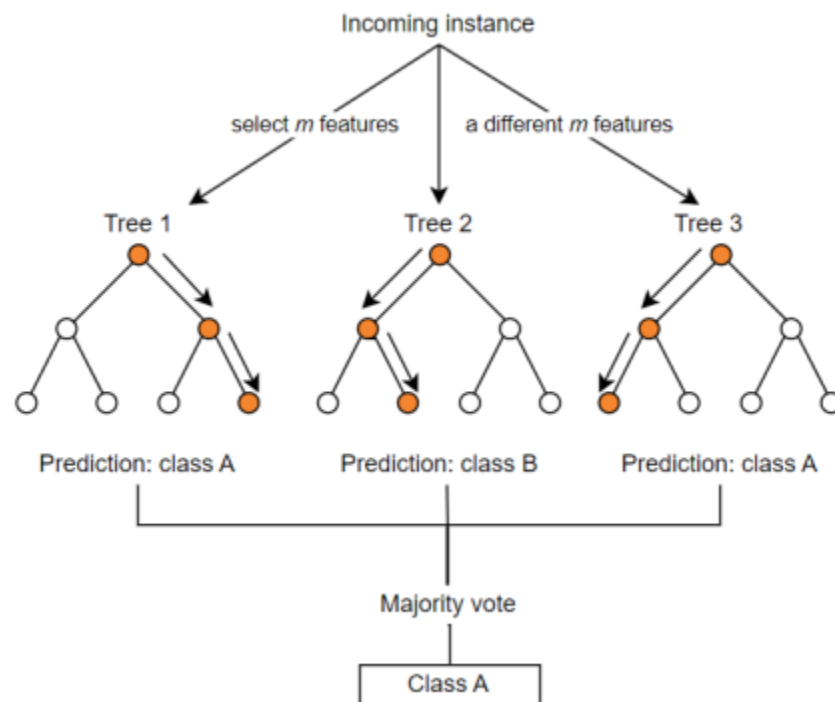 Incoming instance
select m features
a different m features
Tree 1
Tree 2
Tree 3
Prediction: class A
Prediction: class B
Prediction: class A
Majority vote
Class A